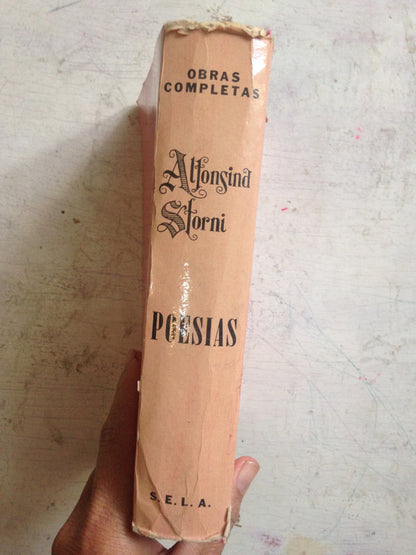 OBRAS
COMPLETAS
Alfonsina
Storni
POESIAS
S.E.L.A.